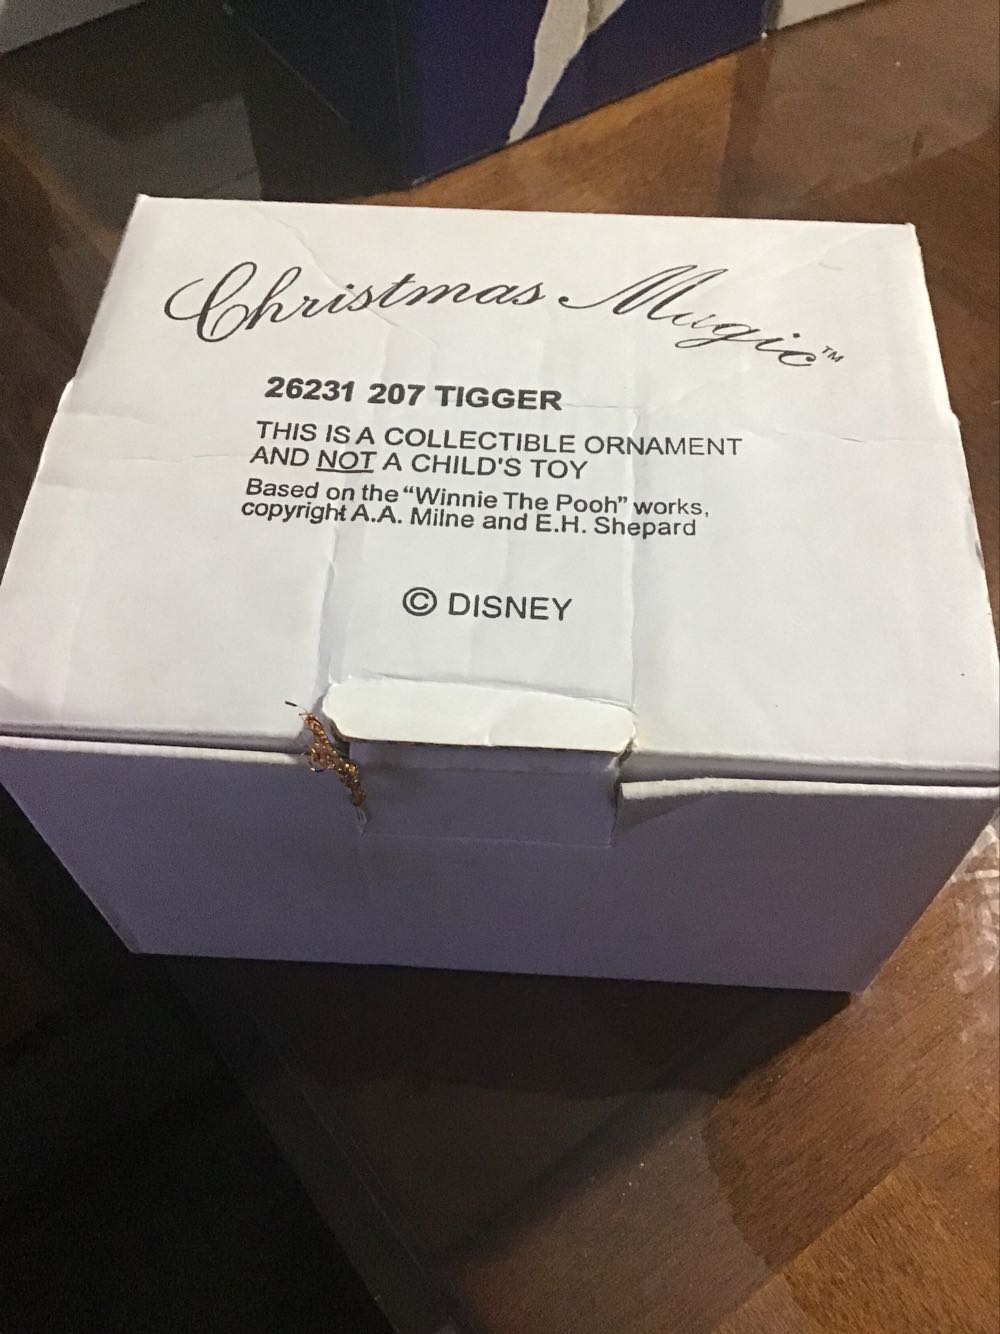 Christmas Magic™
26231 207 TIGGER
THIS IS A COLLECTIBLE ORNAMENT
AND NOT A CHILD'S TOY
Based on the “Winnie The Pooh” works,
copyright A.A. Milne and E.H. Shepard
© DISNEY